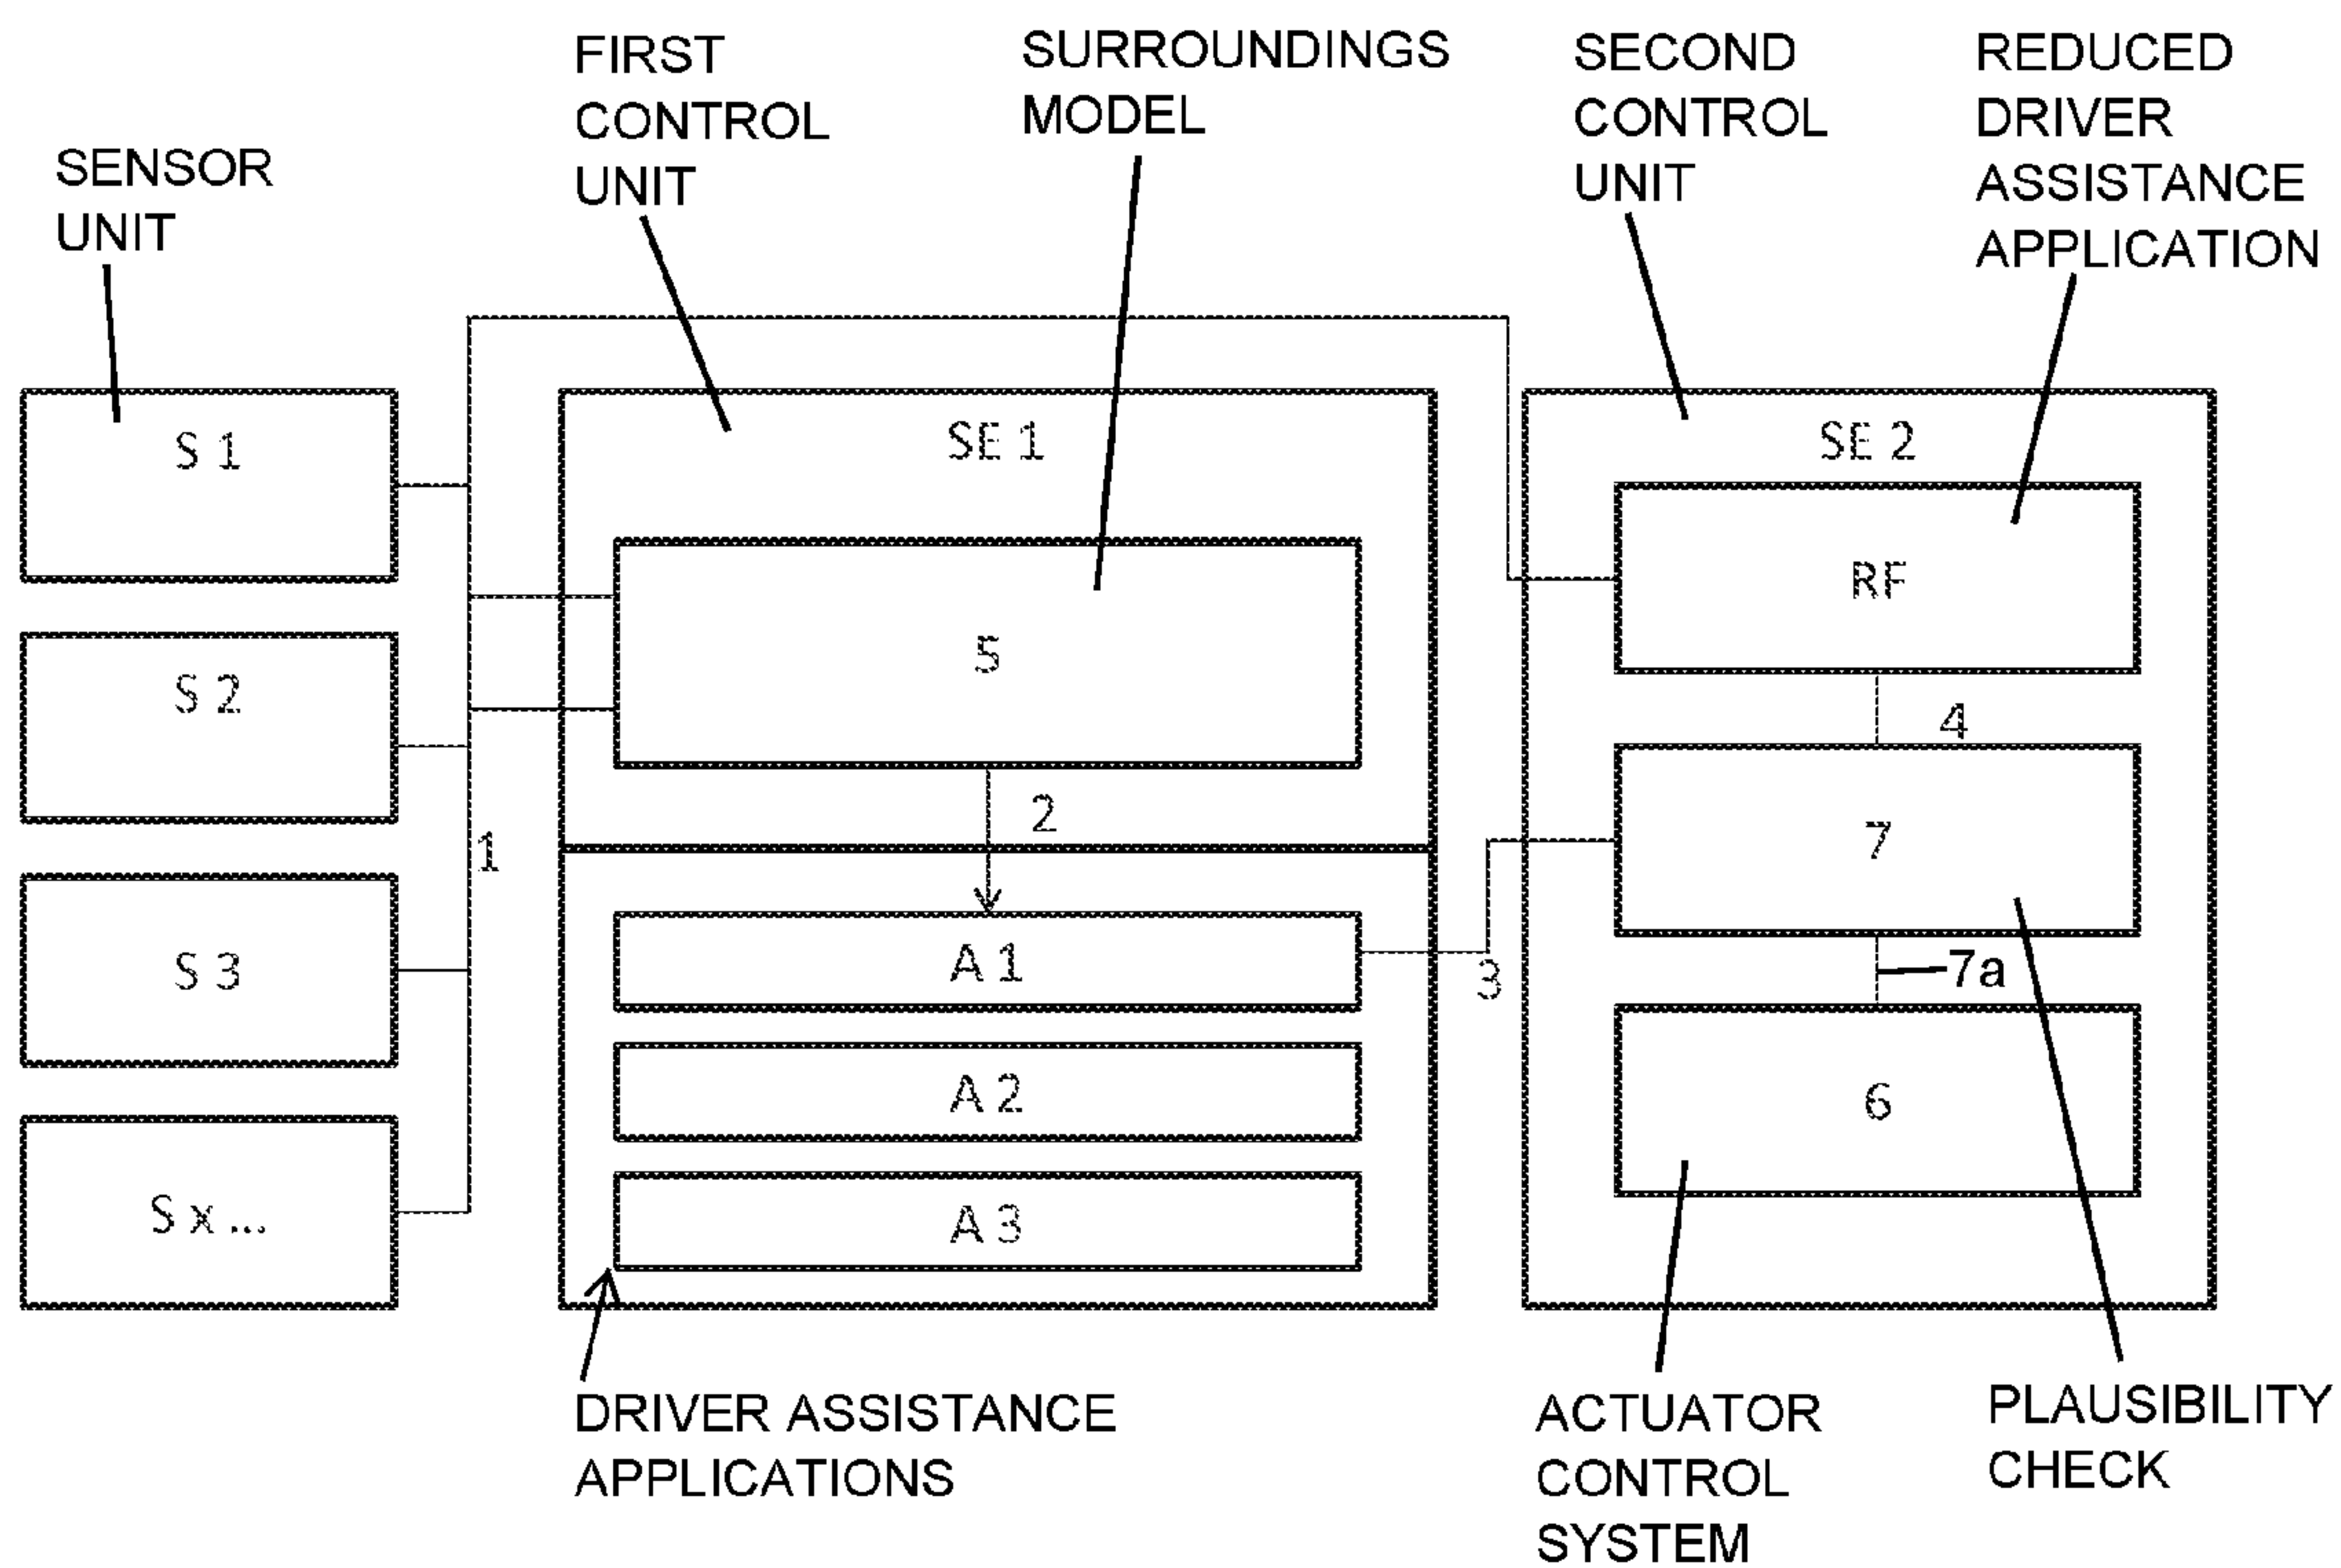 SENSOR
UNIT
FIRST
CONTROL
UNIT
SURROUNDINGS
MODEL
SECOND
CONTROL
UNIT
REDUCED
DRIVER
ASSISTANCE
APPLICATION
S 1
S 2
S 3
S x ...
1
SE 1
5
2
A 1
A 2
A 3
3
SE 2
RF
4
7
7a
6
DRIVER ASSISTANCE
APPLICATIONS
ACTUATOR
CONTROL
SYSTEM
PLAUSIBILITY
CHECK